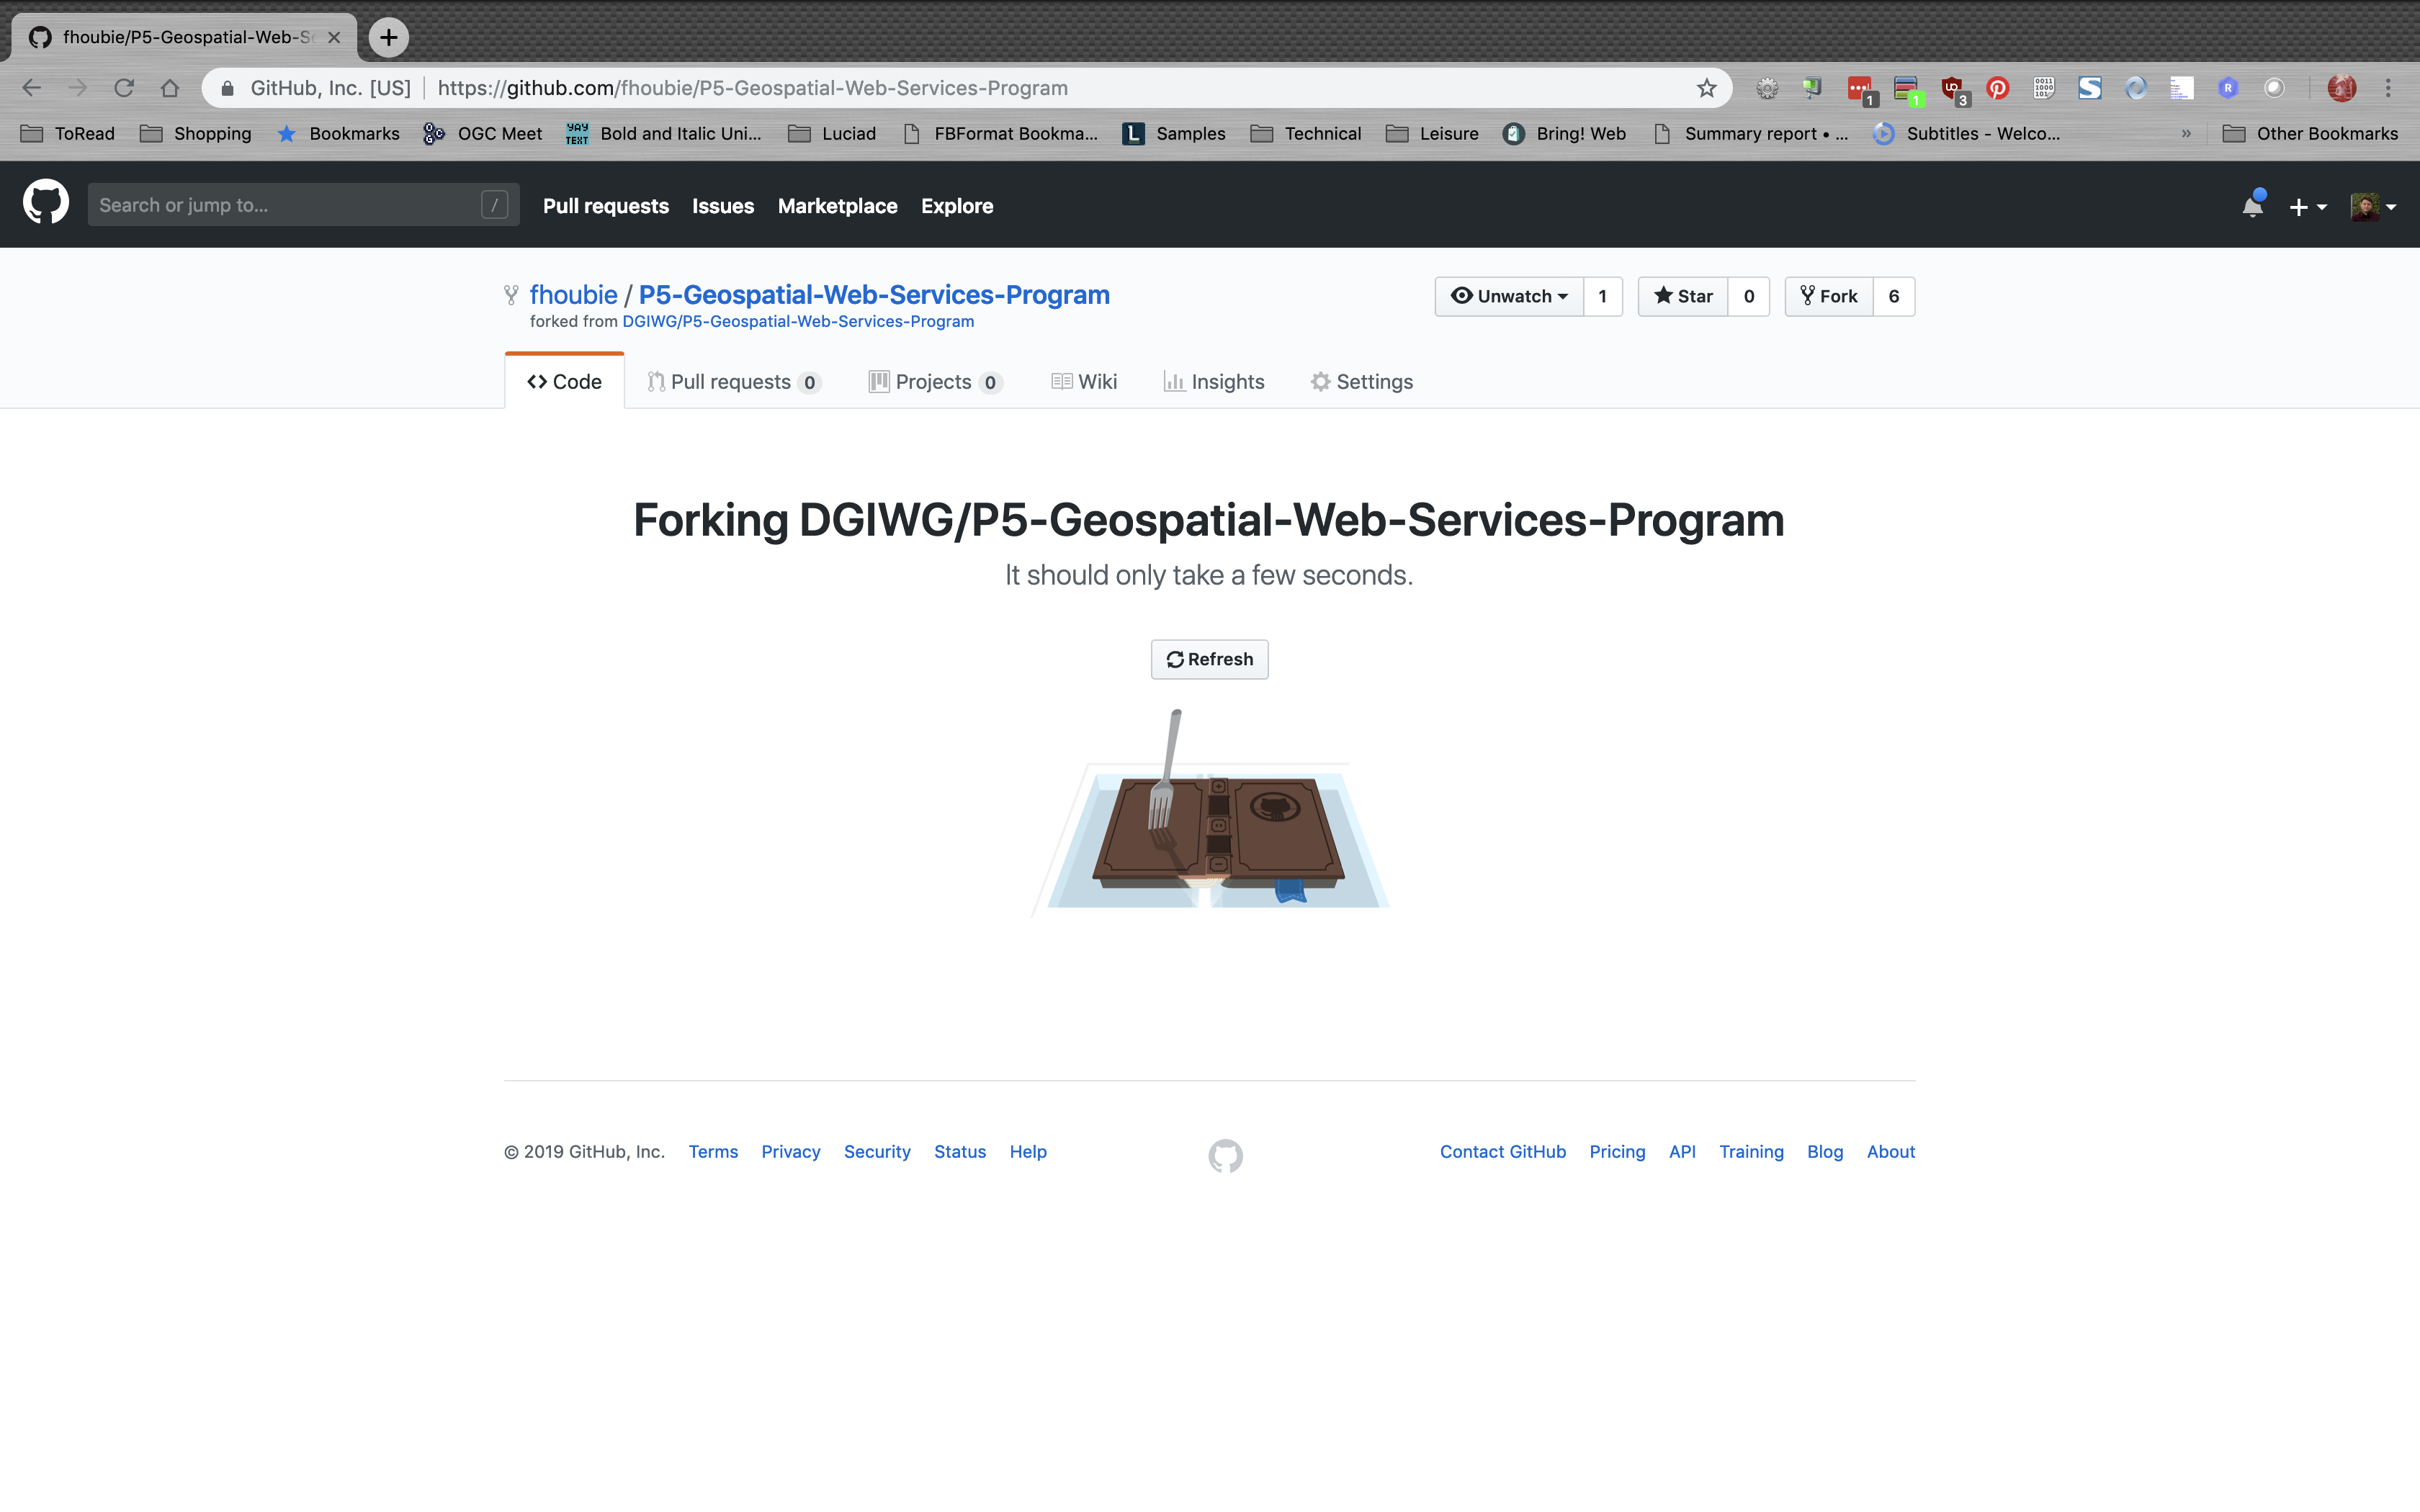 fhoubie/P5-Geospatial-Web-S
GitHub, Inc. [US] https://github.com/fhoubie/P5-Geospatial-Web-Services-Program 1 1 3
ToRead Shopping Bookmarks OGC Meet Bold and Italic Uni... Luciad FBFormat Bookma... Samples Technical Leisure Bring! Web Summary report • ... Subtitles - Welco... » Other Bookmarks
Search or jump to... / Pull requests Issues Marketplace Explore
fhoubie / P5-Geospatial-Web-Services-Program Unwatch 1 Star 0 Fork 6
forked from DGIWG/P5-Geospatial-Web-Services-Program
Code Pull requests 0 Projects 0 Wiki Insights Settings
Forking DGIWG/P5-Geospatial-Web-Services-Program
It should only take a few seconds.
Refresh
© 2019 GitHub, Inc. Terms Privacy Security Status Help Contact GitHub Pricing API Training Blog About